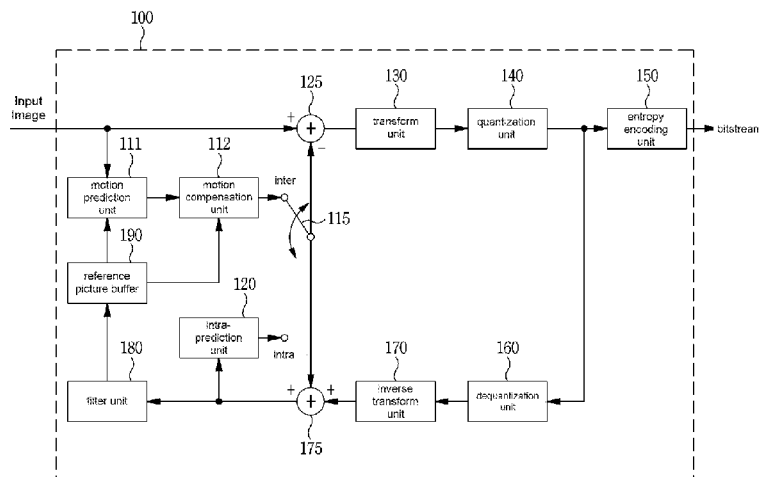 100
Input
Image
125
130
140
150
+
+
−
transform
unit
quantization
unit
entropy
encoding
unit
bitstream
111
112
motion
prediction
unit
motion
compensation
unit
inter
115
190
reference
picture buffer
120
Intra-
prediction
unit
intra
180
filter unit
+
+
+
175
170
inverse
transform
unit
160
dequantization
unit